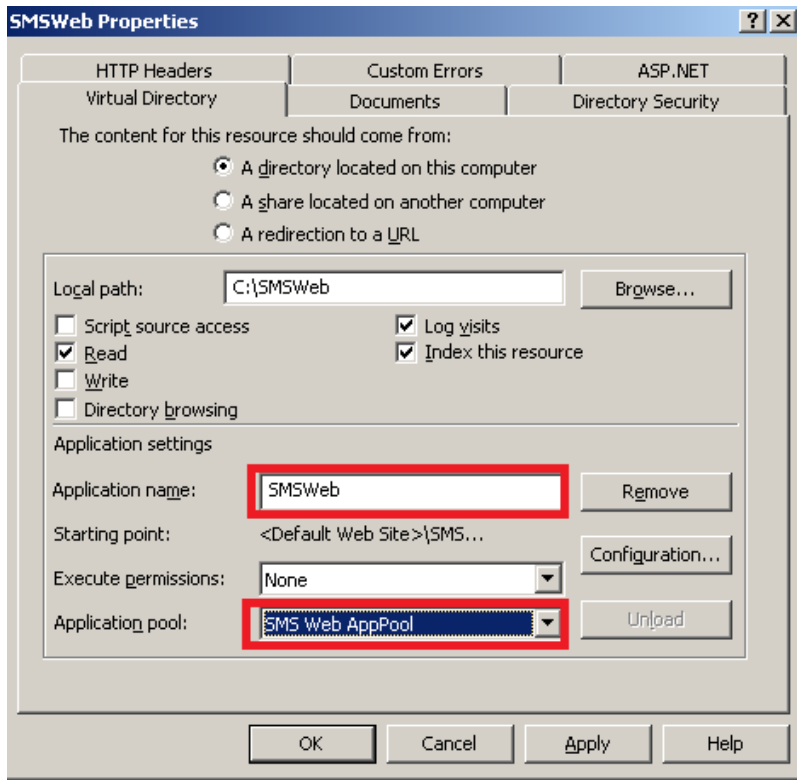 SMSWeb Properties
HTTP Headers Custom Errors ASP.NET
Virtual Directory Documents Directory Security
The content for this resource should come from:
A directory located on this computer
A share located on another computer
A redirection to a URL
Local path: C:\SMSWeb Browse...
Script source access Log visits
Read Index this resource
Write
Directory browsing
Application settings
Application name: SMSWeb Remove
Starting point: <Default Web Site>\SMS...
Configuration...
Execute permissions: None
Application pool: SMS Web AppPool Unload
OK Cancel Apply Help